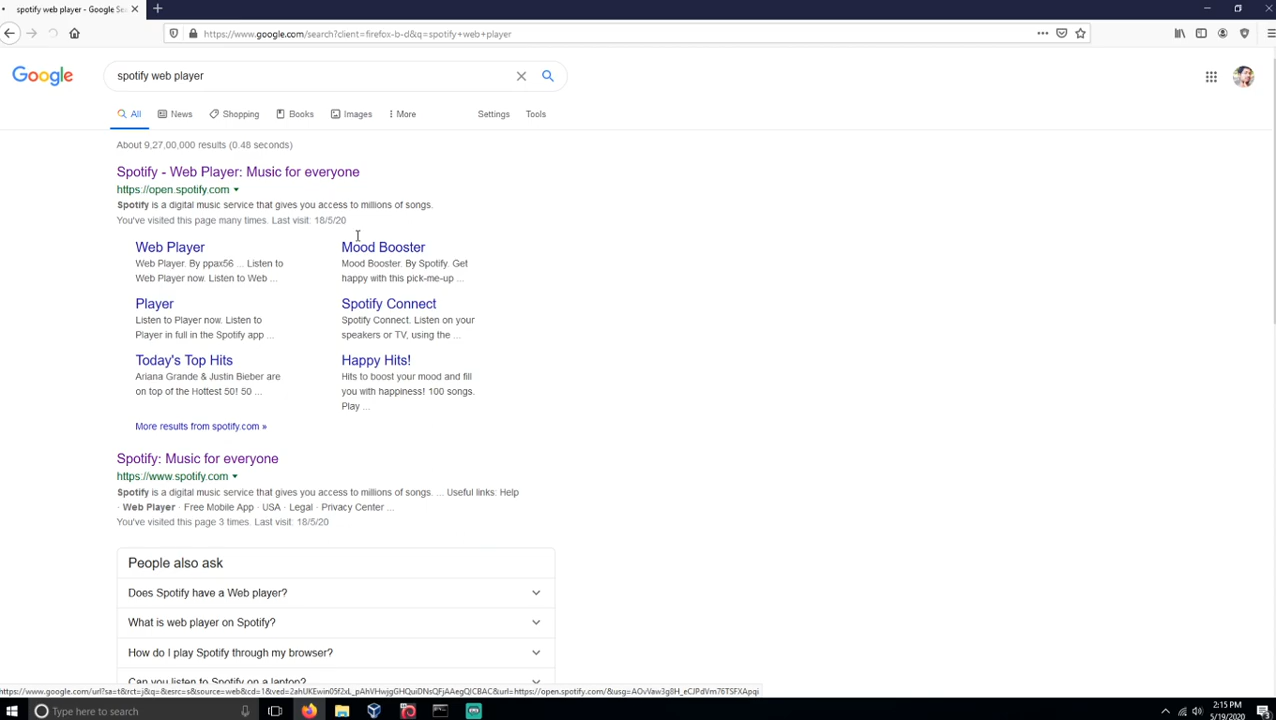 spotify web player - Google Se
https://www.google.com/search?client=firefox-b-d&q=spotify+web+player
Google
spotify web player
All
News
Shopping
Books
Images
More
Settings
Tools
About 9,27,00,000 results (0.48 seconds)
Spotify - Web Player: Music for everyone
https://open.spotify.com
Spotify is a digital music service that gives you access to millions of songs.
You've visited this page many times. Last visit: 18/5/20
Web Player
Web Player. By ppax56 ... Listen to
Web Player now. Listen to Web ...
Mood Booster
Mood Booster. By Spotify. Get
happy with this pick-me-up ...
Player
Listen to Player now. Listen to
Player in full in the Spotify app ...
Spotify Connect
Spotify Connect. Listen on your
speakers or TV, using the ...
Today's Top Hits
Ariana Grande & Justin Bieber are
on top of the Hottest 50! 50 ...
Happy Hits!
Hits to boost your mood and fill
you with happiness! 100 songs.
Play ...
More results from spotify.com »
Spotify: Music for everyone
https://www.spotify.com
Spotify is a digital music service that gives you access to millions of songs. ... Useful links: Help
· Web Player · Free Mobile App · USA · Legal · Privacy Center ...
You've visited this page 3 times. Last visit: 18/5/20
People also ask
Does Spotify have a Web player?
What is web player on Spotify?
How do I play Spotify through my browser?
Can you listen to Spotify on a laptop?
Type here to search
2:15 PM
5/19/2020